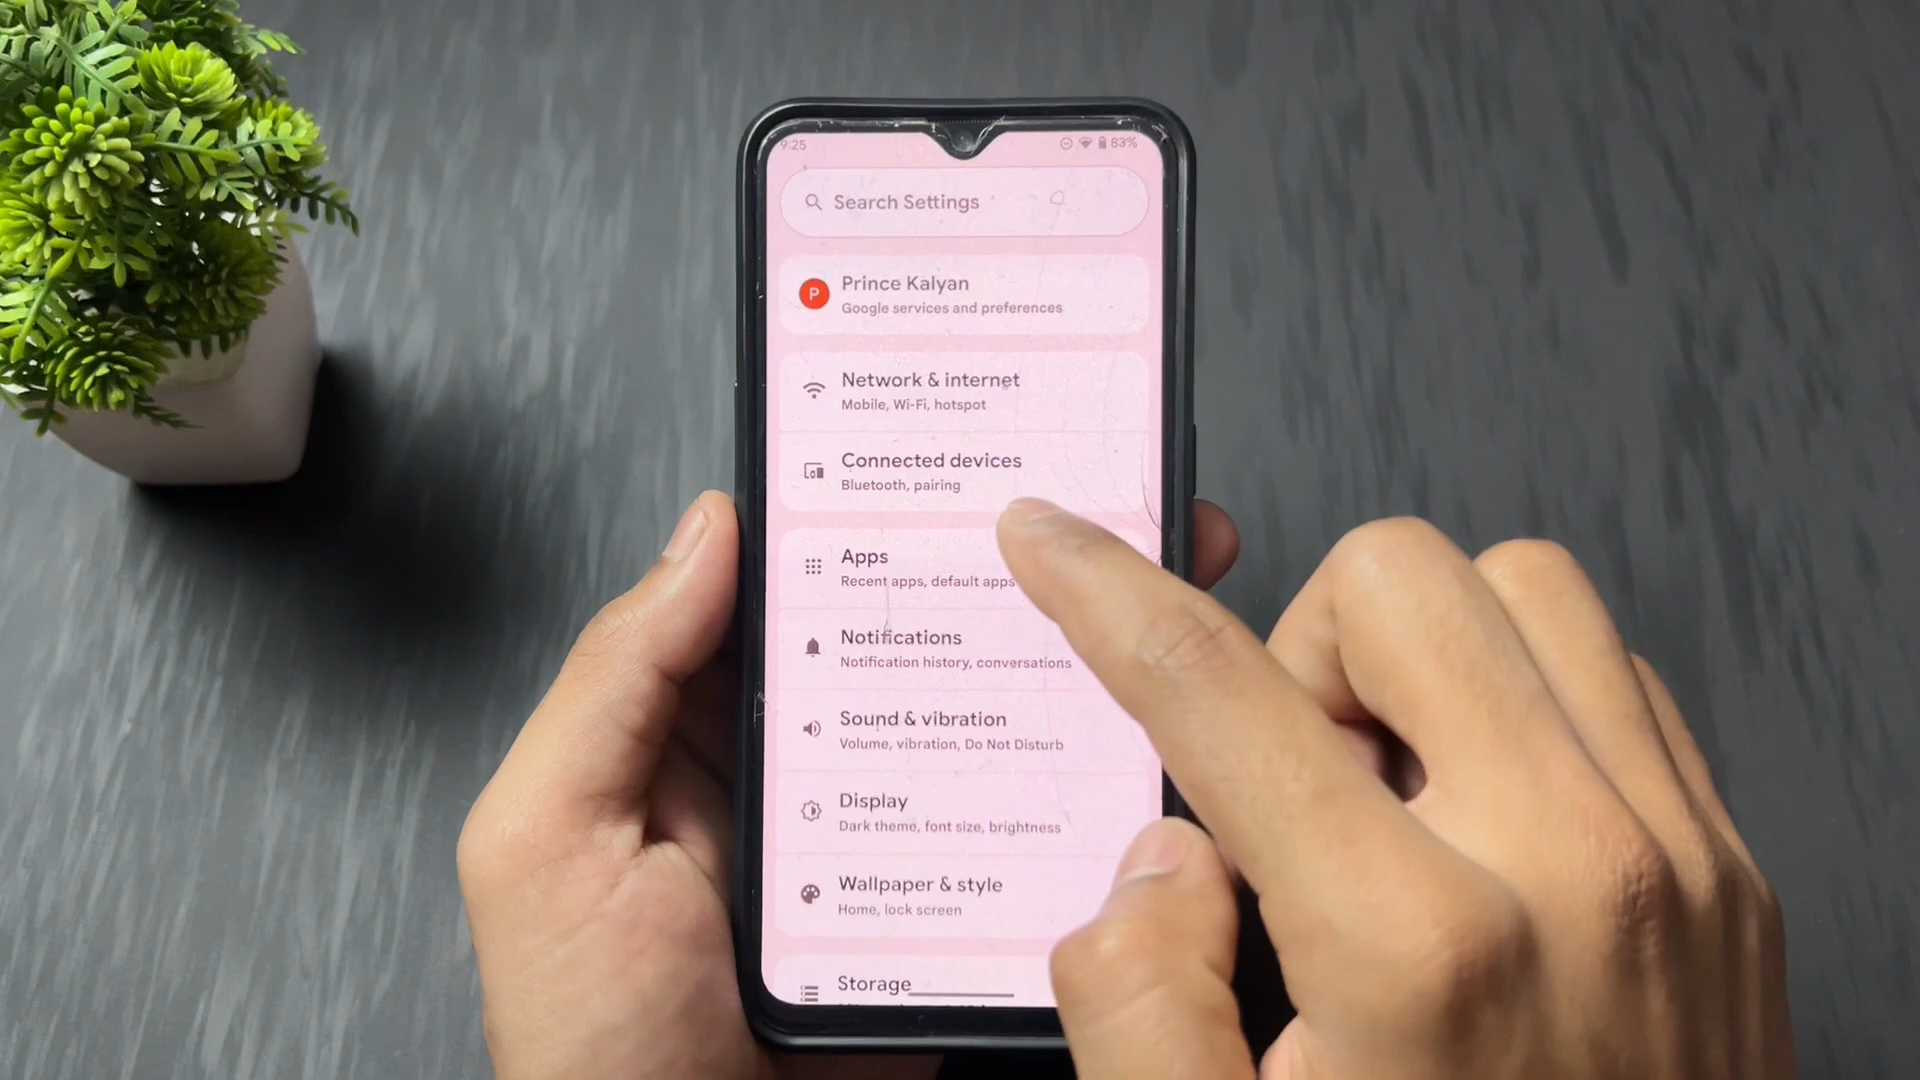 9:25
83%
Search Settings
P
Prince Kalyan
Google services and preferences
Network & internet
Mobile, Wi-Fi, hotspot
Connected devices
Bluetooth, pairing
Apps
Recent apps, default apps
Notifications
Notification history, conversations
Sound & vibration
Volume, vibration, Do Not Disturb
Display
Dark theme, font size, brightness
Wallpaper & style
Home, lock screen
Storage